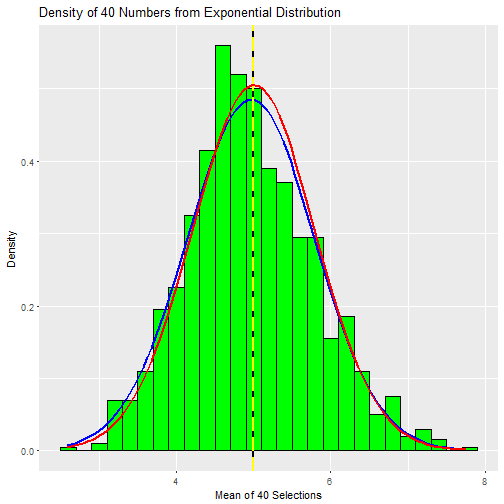 Density of 40 Numbers from Exponential Distribution
Density
0.4
0.2
0.0
4
6
8
Mean of 40 Selections